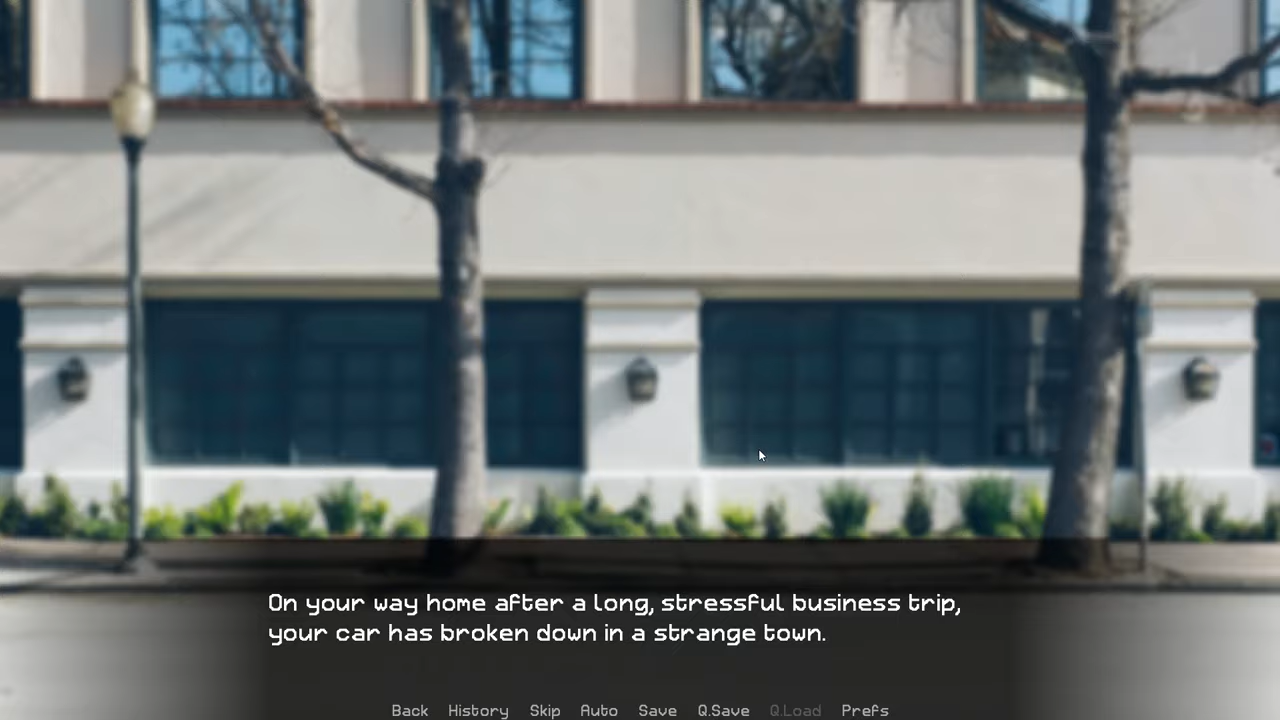 On your way home after a long, stressful business trip,
your car has broken down in a strange town.
Back History Skip Auto Save Q.Save Q.Load Prefs